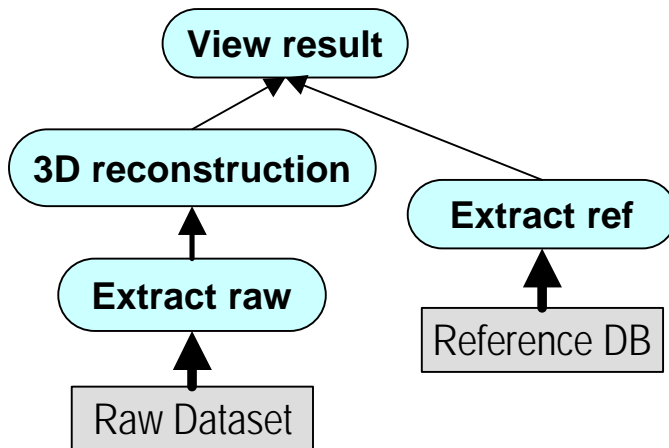 View result
3D reconstruction
Extract ref
Extract raw
Reference DB
Raw Dataset